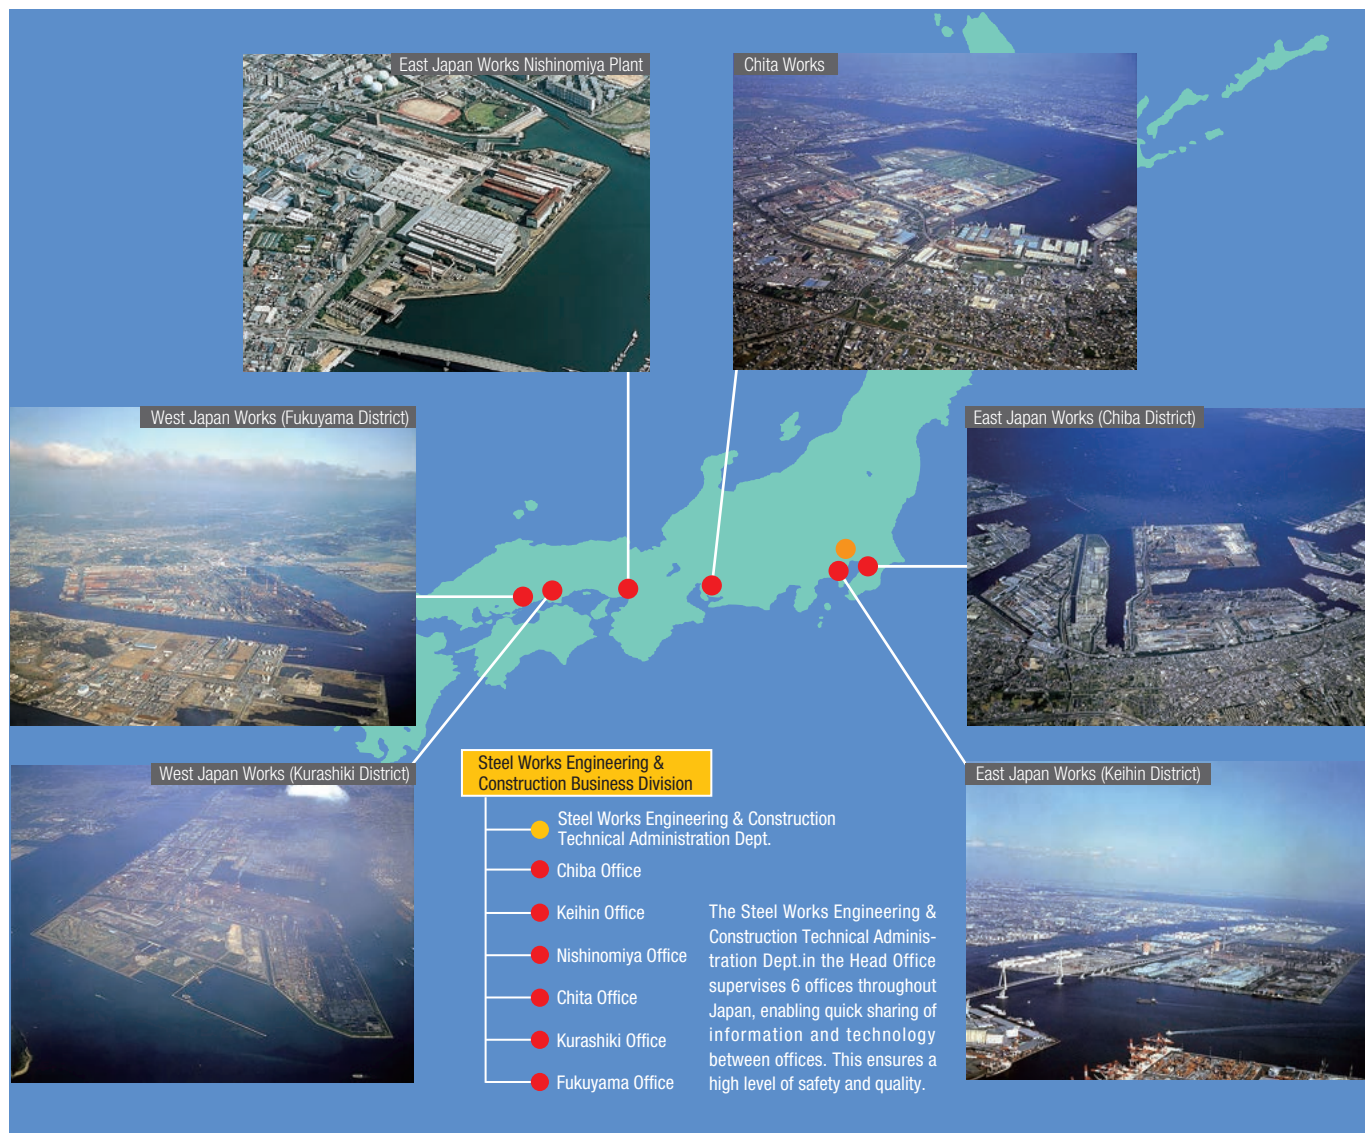 East Japan Works Nishinomiya Plant
Chita Works
West Japan Works (Fukuyama District)
East Japan Works (Chiba District)
West Japan Works (Kurashiki District)
East Japan Works (Keihin District)
Steel Works Engineering &
Construction Business Division
Steel Works Engineering & Construction
Technical Administration Dept.
Chiba Office
Keihin Office
Nishinomiya Office
Chita Office
Kurashiki Office
Fukuyama Office
The Steel Works Engineering &
Construction Technical Adminis-
tration Dept.in the Head Office
supervises 6 offices throughout
Japan, enabling quick sharing of
information and technology
between offices. This ensures a
high level of safety and quality.